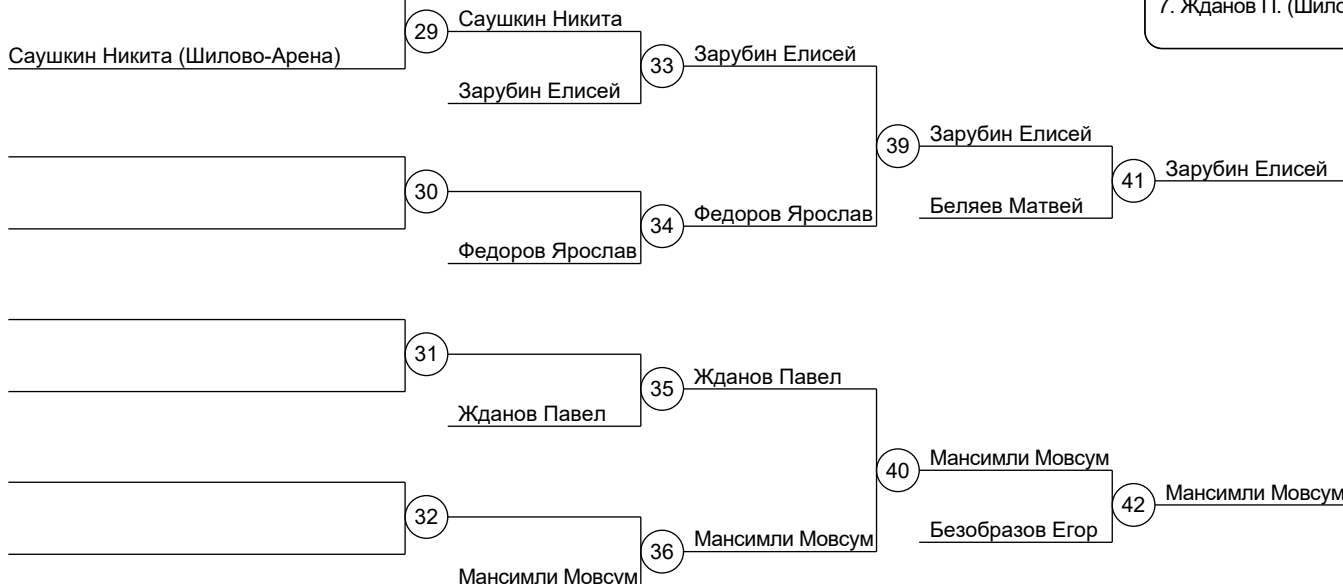 7. Жданов П. (Шило
29 Саушкин Никита
Саушкин Никита (Шилово-Арена)
33 Зарубин Елисей
Зарубин Елисей
39 Зарубин Елисей
41 Зарубин Елисей
30
Беляев Матвей
34 Федоров Ярослав
Федоров Ярослав
31
35 Жданов Павел
Жданов Павел
40 Мансимли Мовсум
42 Мансимли Мовсум
32
Безобразов Егор
36 Мансимли Мовсум
Мансимли Мовсум